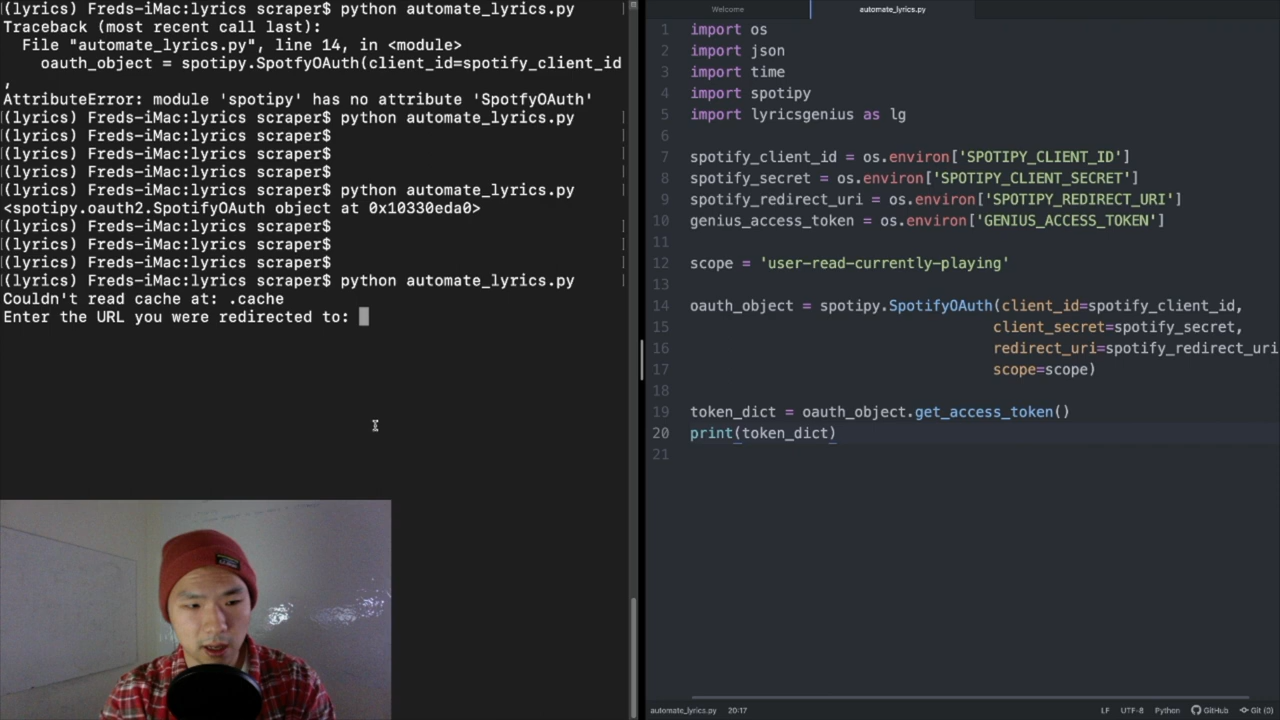 (lyrics) Freds-iMac:lyrics scraper$ python automate_lyrics.py
Traceback (most recent call last):
File "automate_lyrics.py", line 14, in <module>
oauth_object = spotipy.SpotfyOAuth(client_id=spotify_client_id
,
AttributeError: module 'spotipy' has no attribute 'SpotfyOAuth'
(lyrics) Freds-iMac:lyrics scraper$ python automate_lyrics.py
(lyrics) Freds-iMac:lyrics scraper$
(lyrics) Freds-iMac:lyrics scraper$
(lyrics) Freds-iMac:lyrics scraper$
(lyrics) Freds-iMac:lyrics scraper$ python automate_lyrics.py
<spotipy.oauth2.SpotifyOAuth object at 0x10330eda0>
(lyrics) Freds-iMac:lyrics scraper$
(lyrics) Freds-iMac:lyrics scraper$
(lyrics) Freds-iMac:lyrics scraper$
(lyrics) Freds-iMac:lyrics scraper$ python automate_lyrics.py
Couldn't read cache at: .cache
Enter the URL you were redirected to:
Welcome
automate_lyrics.py
1 import os
2 import json
3 import time
4 import spotipy
5 import lyricsgenius as lg
6
7 spotify_client_id = os.environ['SPOTIPY_CLIENT_ID']
8 spotify_secret = os.environ['SPOTIPY_CLIENT_SECRET']
9 spotify_redirect_uri = os.environ['SPOTIPY_REDIRECT_URI']
10 genius_access_token = os.environ['GENIUS_ACCESS_TOKEN']
11
12 scope = 'user-read-currently-playing'
13
14 oauth_object = spotipy.SpotifyOAuth(client_id=spotify_client_id,
15 client_secret=spotify_secret,
16 redirect_uri=spotify_redirect_uri
17 scope=scope)
18
19 token_dict = oauth_object.get_access_token()
20 print(token_dict)
21
automate_lyrics.py 20:17 LF UTF-8 Python GitHub Git (0)